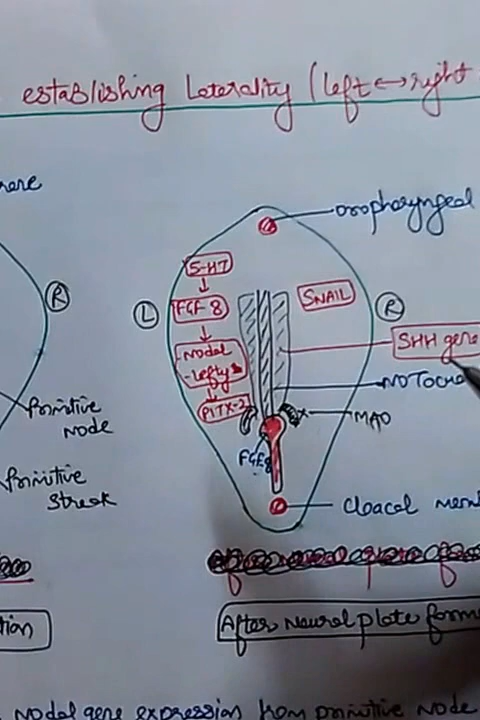 establishing Laterality (left ↔ right
oropharyngeal
5-HT
R
L
FGF 8
SNAIL
R
SHH gene
Nodal
- Lefty 2
NOTOCHO
PITX-2
MAO
Primitive
Node
FGF8
Primitive
Streak
Cloacal mem
After Neural plate form
tion
Nodal gene expression from primitive node